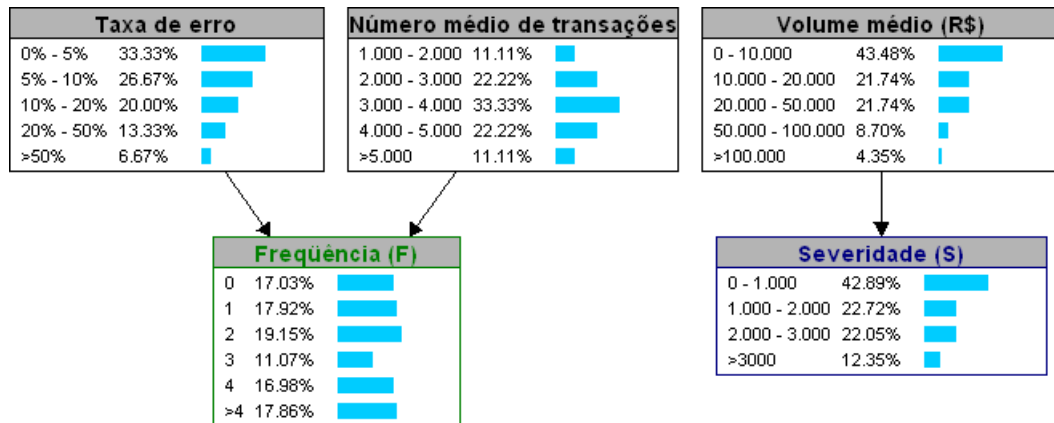 Taxa de erro
0% - 5% 33.33%
5% - 10% 26.67%
10% - 20% 20.00%
20% - 50% 13.33%
>50% 6.67%
Número médio de transações
1.000 - 2.000 11.11%
2.000 - 3.000 22.22%
3.000 - 4.000 33.33%
4.000 - 5.000 22.22%
>5.000 11.11%
Volume médio (R$)
0 - 10.000 43.48%
10.000 - 20.000 21.74%
20.000 - 50.000 21.74%
50.000 - 100.000 8.70%
>100.000 4.35%
Freqüência (F)
0 17.03%
1 17.92%
2 19.15%
3 11.07%
4 16.98%
>4 17.86%
Severidade (S)
0 - 1.000 42.89%
1.000 - 2.000 22.72%
2.000 - 3.000 22.05%
>3000 12.35%